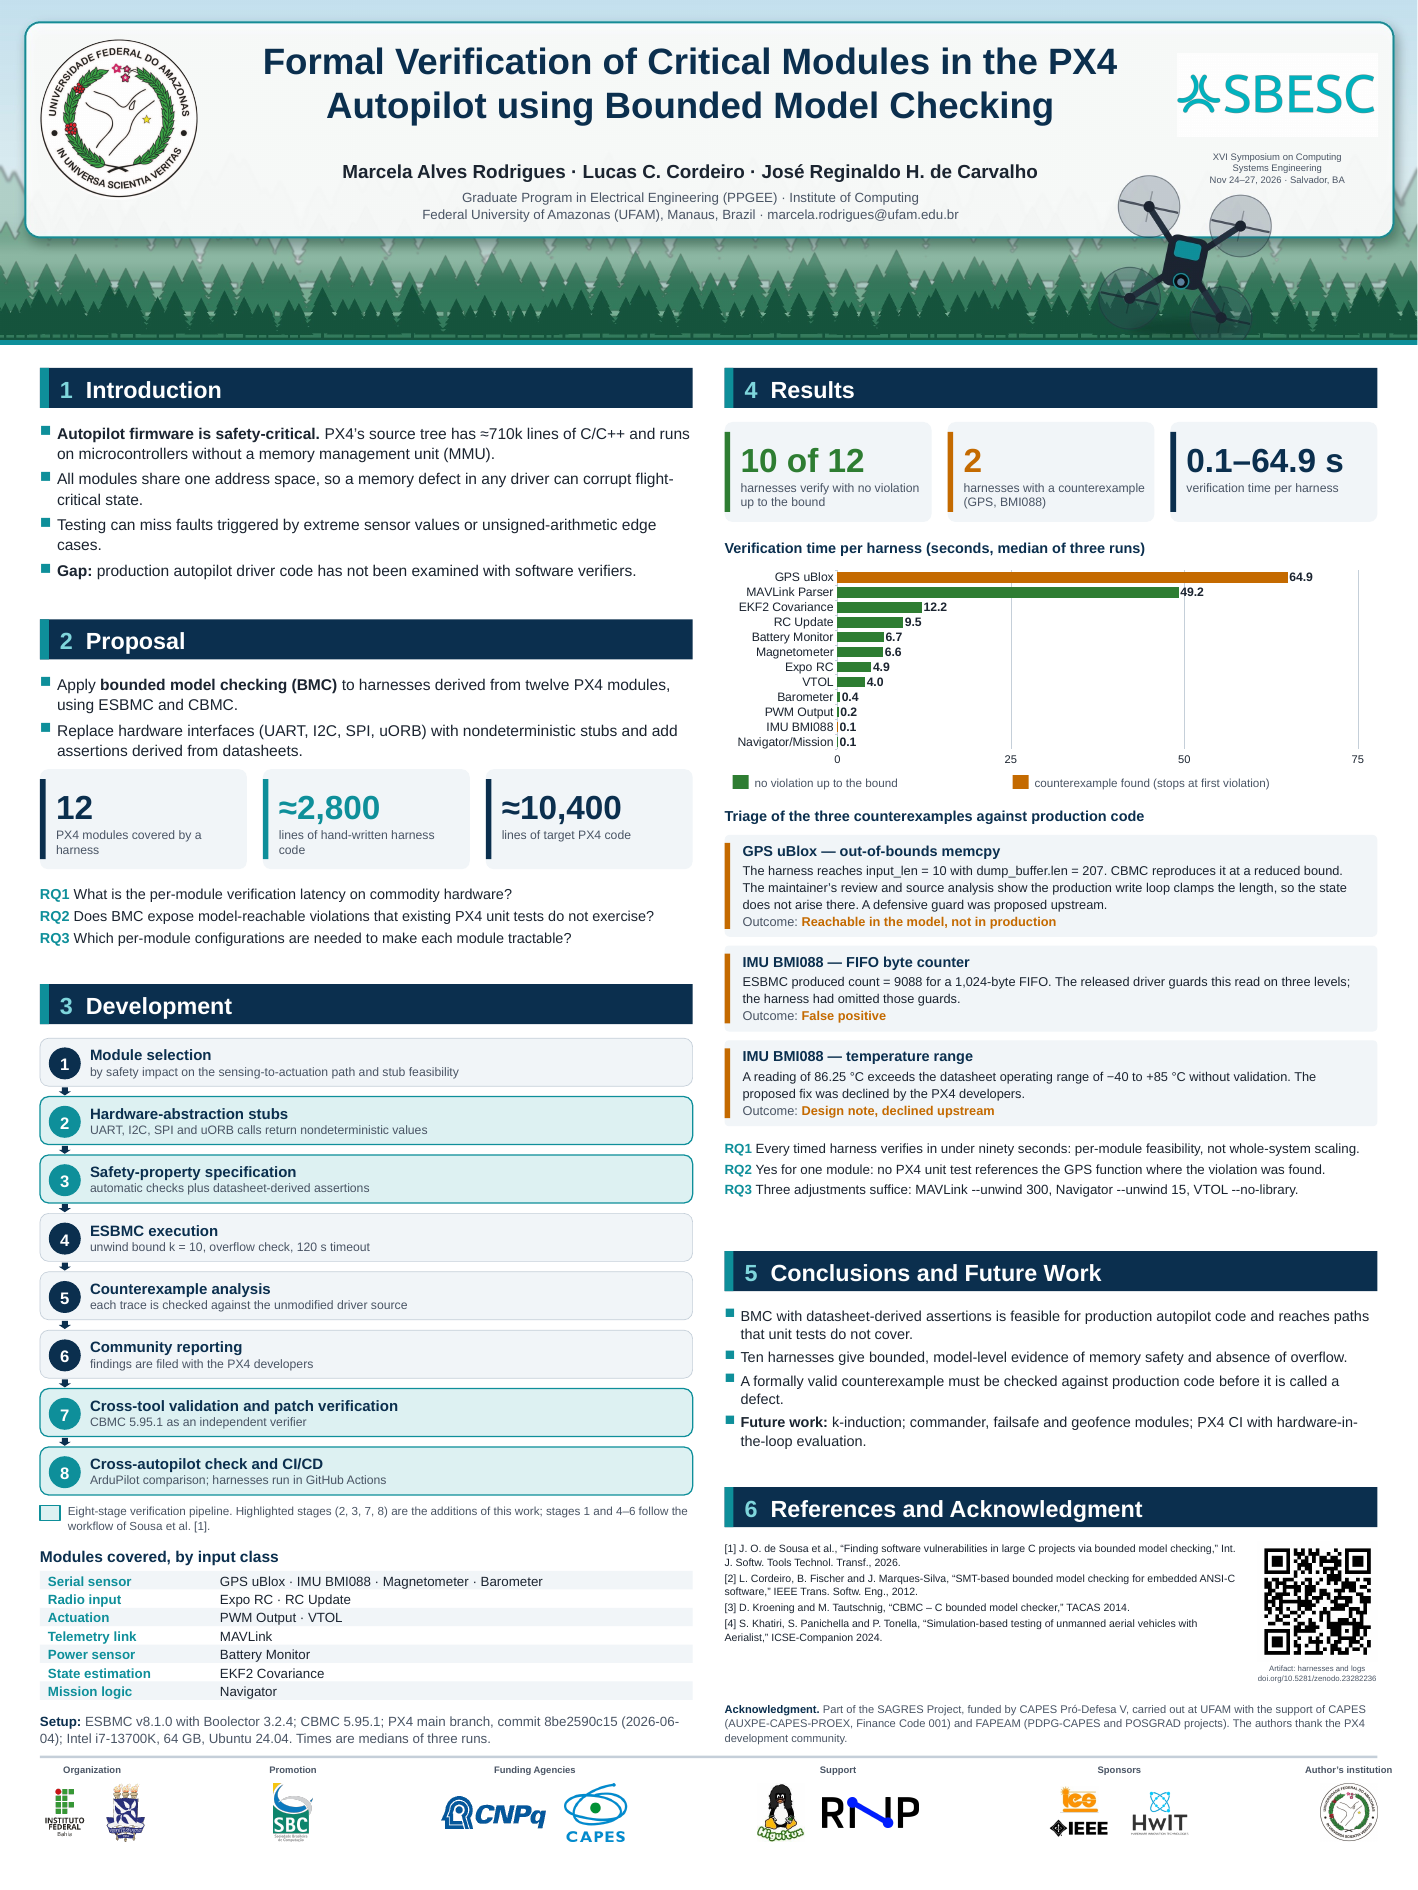 UNIVERSIDADE FEDERAL DO AMAZONAS
IN UNIVERSA SCIENTIA VERITAS
Formal Verification of Critical Modules in the PX4
Autopilot using Bounded Model Checking
Marcela Alves Rodrigues · Lucas C. Cordeiro · José Reginaldo H. de Carvalho
Graduate Program in Electrical Engineering (PPGEE) · Institute of Computing
Federal University of Amazonas (UFAM), Manaus, Brazil · marcela.rodrigues@ufam.edu.br
SBESC
XVI Symposium on Computing
Systems Engineering
Nov 24–27, 2026 · Salvador, BA
1 Introduction
Autopilot firmware is safety-critical. PX4’s source tree has ≈710k lines of C/C++ and runs
on microcontrollers without a memory management unit (MMU).
All modules share one address space, so a memory defect in any driver can corrupt flight-
critical state.
Testing can miss faults triggered by extreme sensor values or unsigned-arithmetic edge
cases.
Gap: production autopilot driver code has not been examined with software verifiers.
2 Proposal
Apply bounded model checking (BMC) to harnesses derived from twelve PX4 modules,
using ESBMC and CBMC.
Replace hardware interfaces (UART, I2C, SPI, uORB) with nondeterministic stubs and add
assertions derived from datasheets.
12
PX4 modules covered by a
harness
≈2,800
lines of hand-written harness
code
≈10,400
lines of target PX4 code
RQ1 What is the per-module verification latency on commodity hardware?
RQ2 Does BMC expose model-reachable violations that existing PX4 unit tests do not exercise?
RQ3 Which per-module configurations are needed to make each module tractable?
3 Development
1 Module selection
by safety impact on the sensing-to-actuation path and stub feasibility
2 Hardware-abstraction stubs
UART, I2C, SPI and uORB calls return nondeterministic values
3 Safety-property specification
automatic checks plus datasheet-derived assertions
4 ESBMC execution
unwind bound k = 10, overflow check, 120 s timeout
5 Counterexample analysis
each trace is checked against the unmodified driver source
6 Community reporting
findings are filed with the PX4 developers
7 Cross-tool validation and patch verification
CBMC 5.95.1 as an independent verifier
8 Cross-autopilot check and CI/CD
ArduPilot comparison; harnesses run in GitHub Actions
Eight-stage verification pipeline. Highlighted stages (2, 3, 7, 8) are the additions of this work; stages 1 and 4–6 follow the
workflow of Sousa et al. [1].
Modules covered, by input class
Serial sensor GPS uBlox · IMU BMI088 · Magnetometer · Barometer
Radio input Expo RC · RC Update
Actuation PWM Output · VTOL
Telemetry link MAVLink
Power sensor Battery Monitor
State estimation EKF2 Covariance
Mission logic Navigator
Setup: ESBMC v8.1.0 with Boolector 3.2.4; CBMC 5.95.1; PX4 main branch, commit 8be2590c15 (2026-06-
04); Intel i7-13700K, 64 GB, Ubuntu 24.04. Times are medians of three runs.
4 Results
10 of 12
harnesses verify with no violation
up to the bound
2
harnesses with a counterexample
(GPS, BMI088)
0.1–64.9 s
verification time per harness
Verification time per harness (seconds, median of three runs)
GPS uBlox 64.9
MAVLink Parser 49.2
EKF2 Covariance 12.2
RC Update 9.5
Battery Monitor 6.7
Magnetometer 6.6
Expo RC 4.9
VTOL 4.0
Barometer 0.4
PWM Output 0.2
IMU BMI088 0.1
Navigator/Mission 0.1
0 25 50 75
no violation up to the bound counterexample found (stops at first violation)
Triage of the three counterexamples against production code
GPS uBlox — out-of-bounds memcpy
The harness reaches input_len = 10 with dump_buffer.len = 207. CBMC reproduces it at a reduced bound.
The maintainer’s review and source analysis show the production write loop clamps the length, so the state
does not arise there. A defensive guard was proposed upstream.
Outcome: Reachable in the model, not in production
IMU BMI088 — FIFO byte counter
ESBMC produced count = 9088 for a 1,024-byte FIFO. The released driver guards this read on three levels;
the harness had omitted those guards.
Outcome: False positive
IMU BMI088 — temperature range
A reading of 86.25 °C exceeds the datasheet operating range of −40 to +85 °C without validation. The
proposed fix was declined by the PX4 developers.
Outcome: Design note, declined upstream
RQ1 Every timed harness verifies in under ninety seconds: per-module feasibility, not whole-system scaling.
RQ2 Yes for one module: no PX4 unit test references the GPS function where the violation was found.
RQ3 Three adjustments suffice: MAVLink --unwind 300, Navigator --unwind 15, VTOL --no-library.
5 Conclusions and Future Work
BMC with datasheet-derived assertions is feasible for production autopilot code and reaches paths
that unit tests do not cover.
Ten harnesses give bounded, model-level evidence of memory safety and absence of overflow.
A formally valid counterexample must be checked against production code before it is called a
defect.
Future work: k-induction; commander, failsafe and geofence modules; PX4 CI with hardware-in-
the-loop evaluation.
6 References and Acknowledgment
[1] J. O. de Sousa et al., “Finding software vulnerabilities in large C projects via bounded model checking,” Int.
J. Softw. Tools Technol. Transf., 2026.
[2] L. Cordeiro, B. Fischer and J. Marques-Silva, “SMT-based bounded model checking for embedded ANSI-C
software,” IEEE Trans. Softw. Eng., 2012.
[3] D. Kroening and M. Tautschnig, “CBMC – C bounded model checker,” TACAS 2014.
[4] S. Khatiri, S. Panichella and P. Tonella, “Simulation-based testing of unmanned aerial vehicles with
Aerialist,” ICSE-Companion 2024.
Artifact: harnesses and logs
doi.org/10.5281/zenodo.23282236
Acknowledgment. Part of the SAGRES Project, funded by CAPES Pró-Defesa V, carried out at UFAM with the support of CAPES
(AUXPE-CAPES-PROEX, Finance Code 001) and FAPEAM (PDPG-CAPES and POSGRAD projects). The authors thank the PX4
development community.
Organization Promotion Funding Agencies Support Sponsors Author’s institution
INSTITUTO
FEDERAL
Bahia
SBC
CNPq
CAPES
Miguitux
RNP
IEEE
HwIT